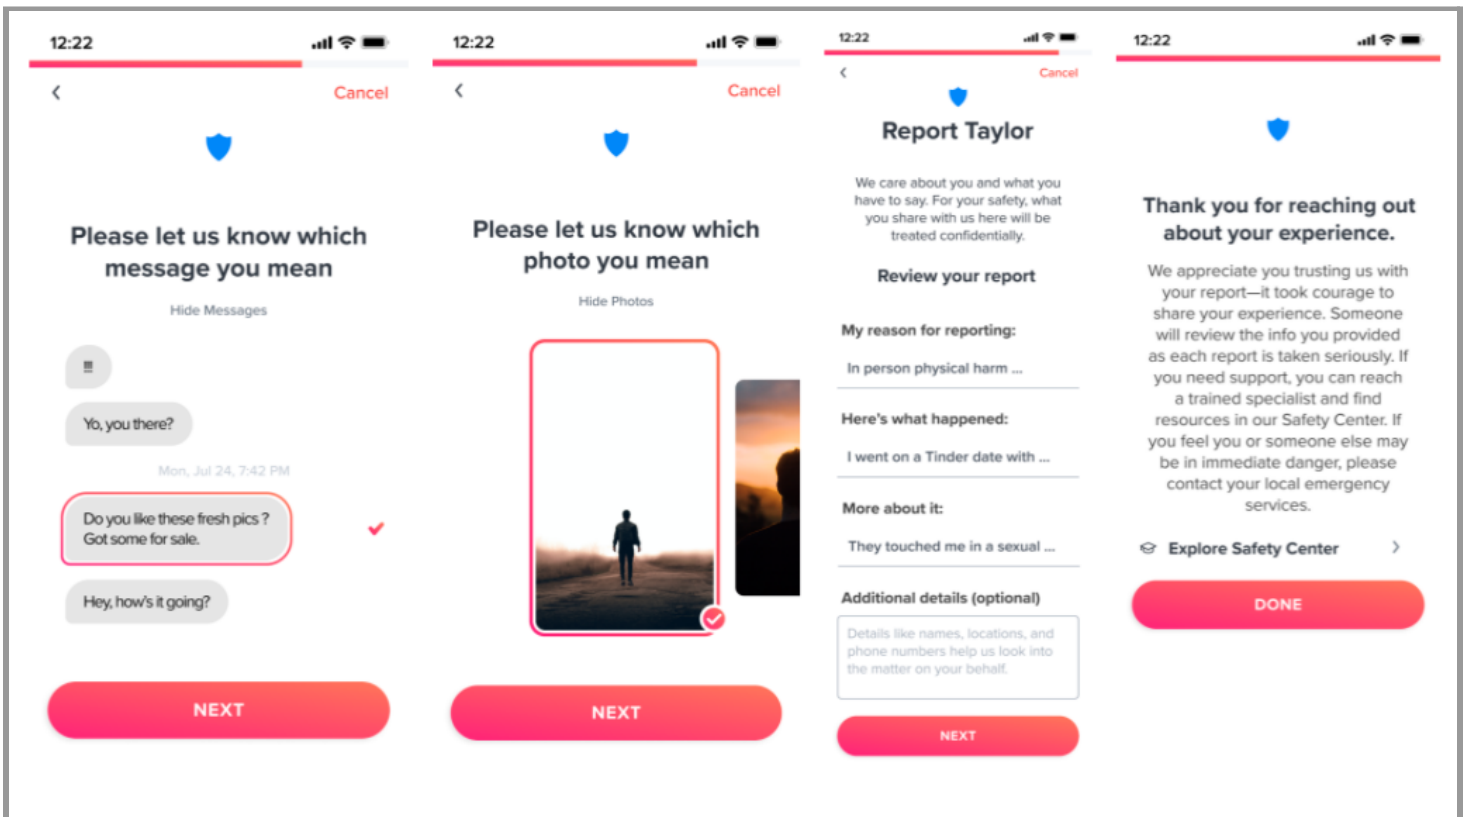 12:22
Cancel
Please let us know which
message you mean
Hide Messages
!!!
Yo, you there?
Mon, Jul 24, 7:42 PM
Do you like these fresh pics ?
Got some for sale.
Hey, how's it going?
NEXT
12:22
Cancel
Please let us know which
photo you mean
Hide Photos
NEXT
12:22
Cancel
Report Taylor
We care about you and what you
have to say. For your safety, what
you share with us here will be
treated confidentially.
Review your report
My reason for reporting:
In person physical harm ...
Here's what happened:
I went on a Tinder date with ...
More about it:
They touched me in a sexual ...
Additional details (optional)
Details like names, locations, and
phone numbers help us look into
the matter on your behalf.
NEXT
12:22
Thank you for reaching out
about your experience.
We appreciate you trusting us with
your report—it took courage to
share your experience. Someone
will review the info you provided
as each report is taken seriously. If
you need support, you can reach
a trained specialist and find
resources in our Safety Center. If
you feel you or someone else may
be in immediate danger, please
contact your local emergency
services.
Explore Safety Center
DONE